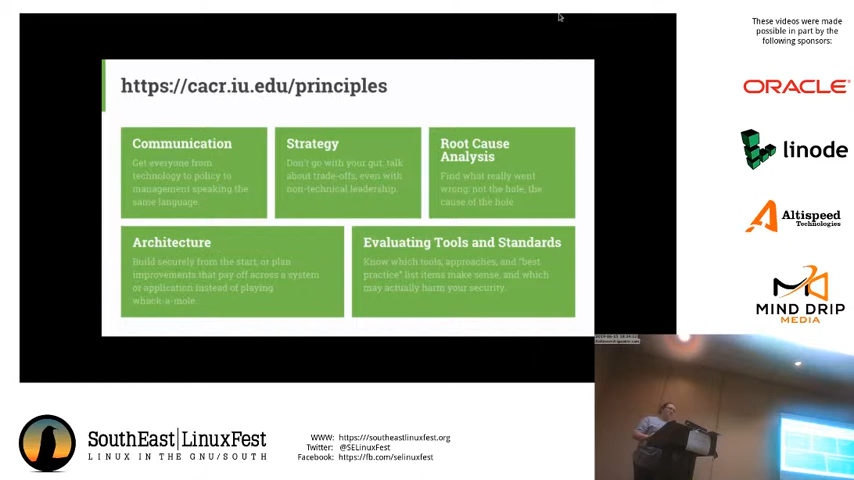 https://cacr.iu.edu/principles
Communication
Get everyone from
technology to policy to
management speaking the
same language.
Strategy
Don't go with your gut; talk
about trade-offs, even with
non-technical leadership.
Root Cause
Analysis
Find what really went
wrong: not the hole, the
cause of the hole.
Architecture
Build securely from the start, or plan
improvements that pay off across a system
or application instead of playing
whack-a-mole.
Evaluating Tools and Standards
Know which tools, approaches, and "best
practice" list items make sense, and which
may actually harm your security.
These videos were made
possible in part by the
following sponsors:
ORACLE
linode
Altispeed
Technologies
MIND DRIP
MEDIA
SouthEast LinuxFest
LINUX IN THE GNU/SOUTH
WWW: https:///southeastlinuxfest.org
Twitter: @SELinuxFest
Facebook: https://fb.com/selinuxfest